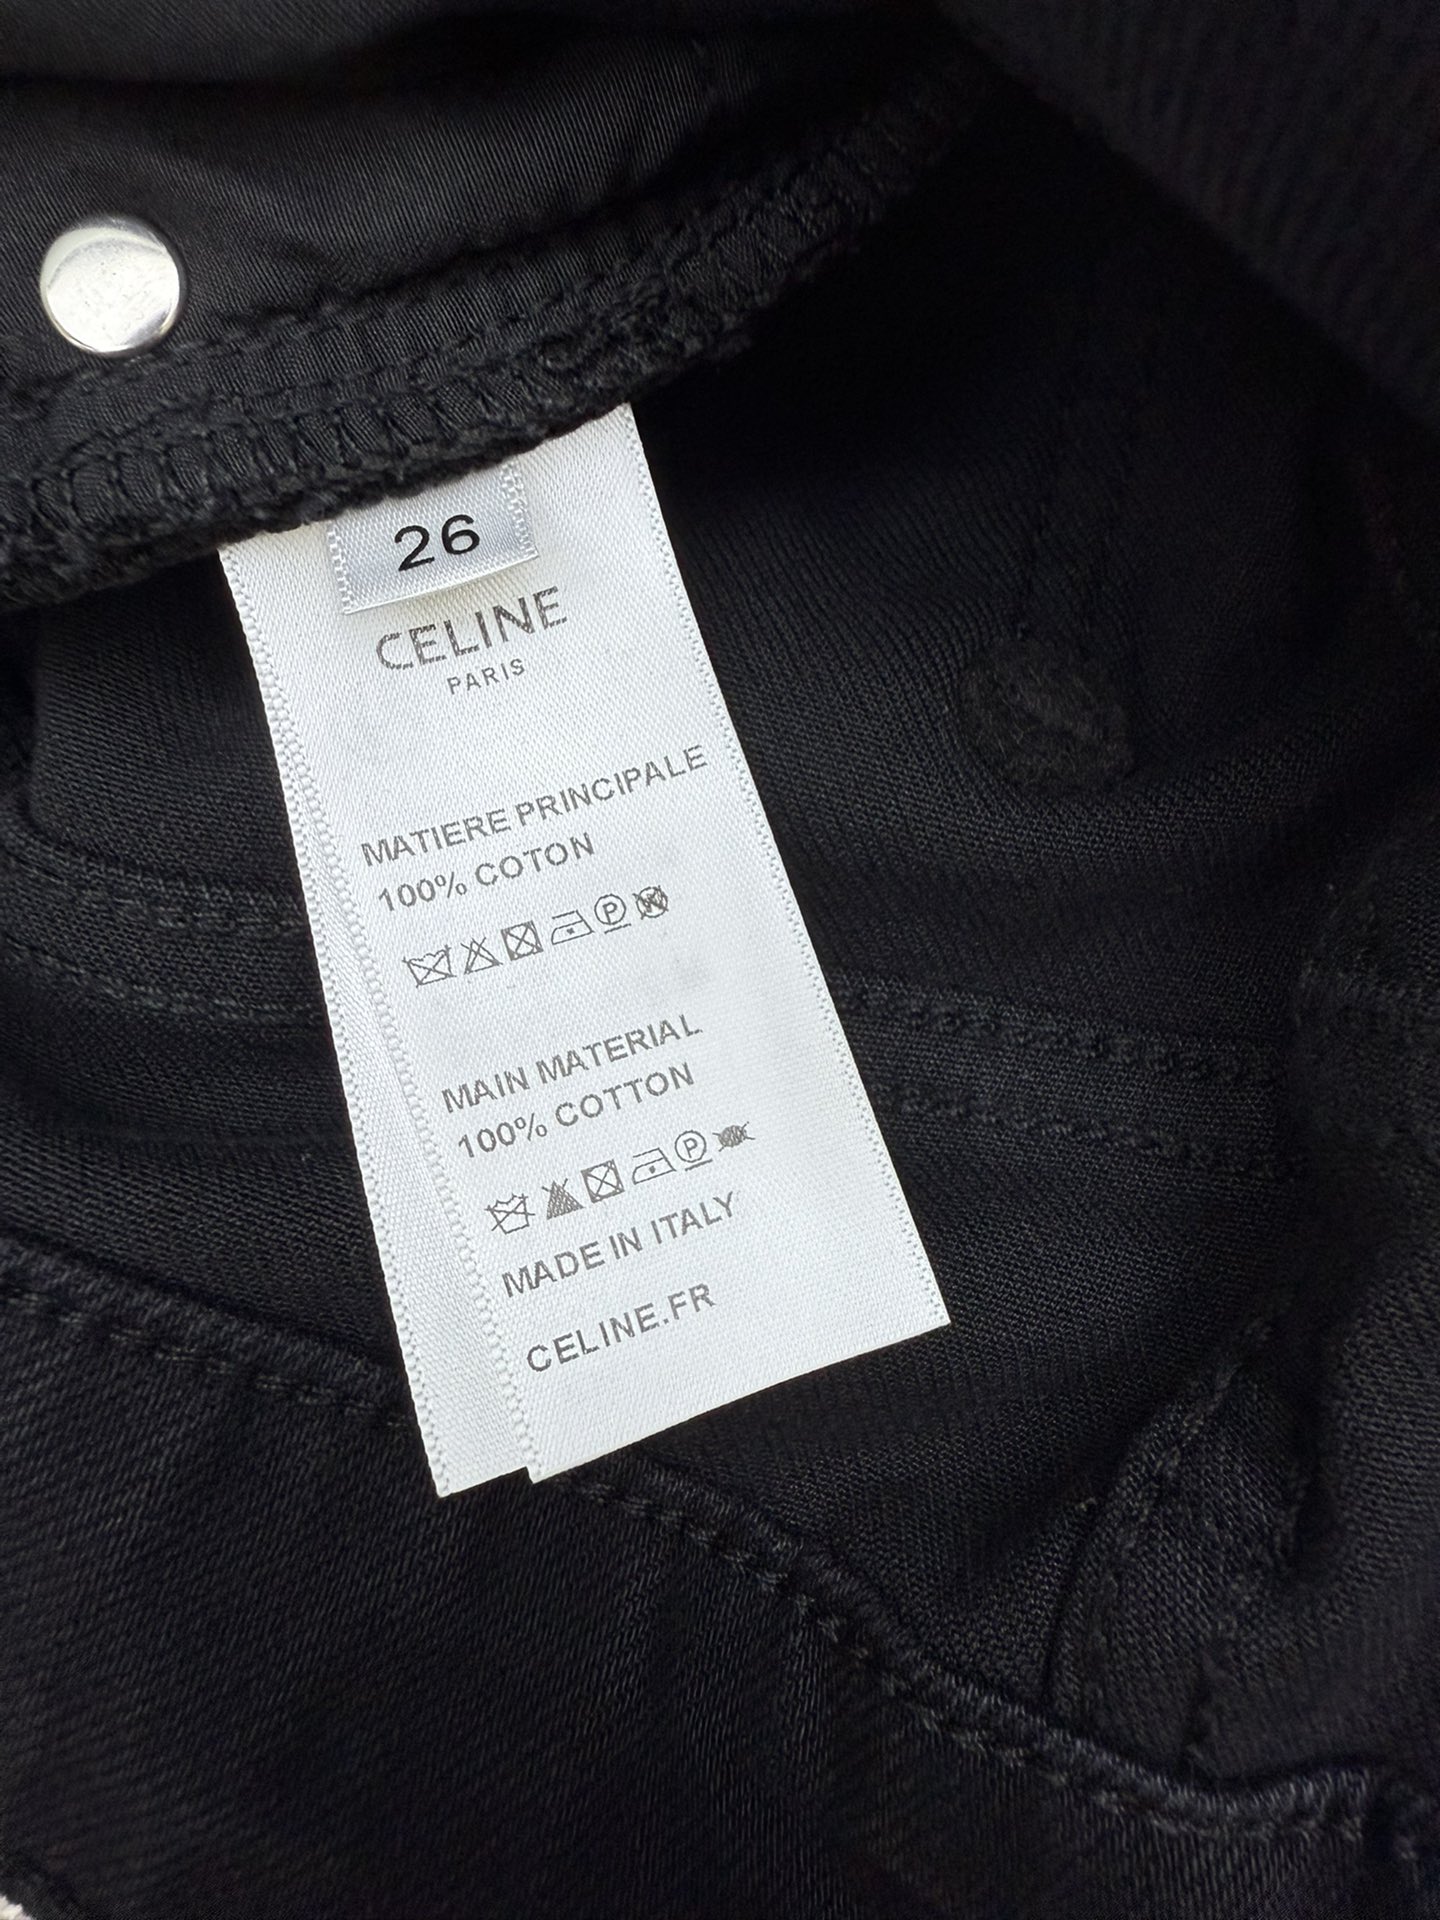 26
CELINE
PARIS
MATIERE PRINCIPALE
100% COTON
MAIN MATERIAL
100% COTTON
MADE IN ITALY
CELINE.FR